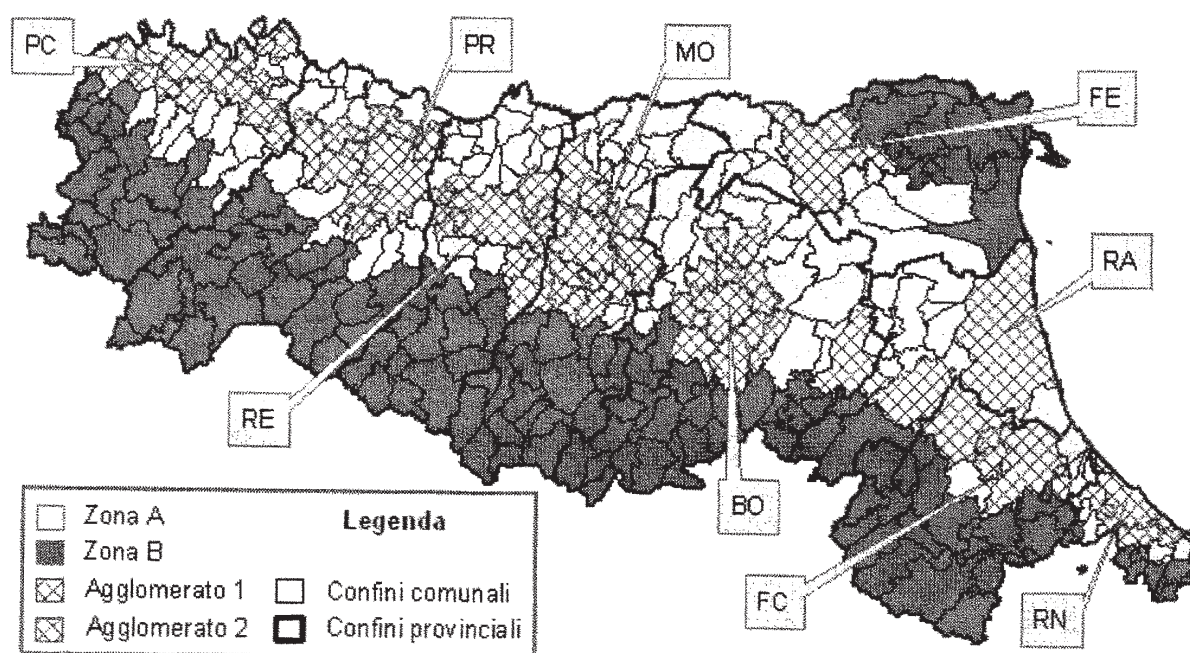 PC
PR
MO
FE
RA
RE
BO
FC
RN
Legenda
Zona A
Zona B
Agglomerato 1
Confini comunali
Agglomerato 2
Confini provinciali